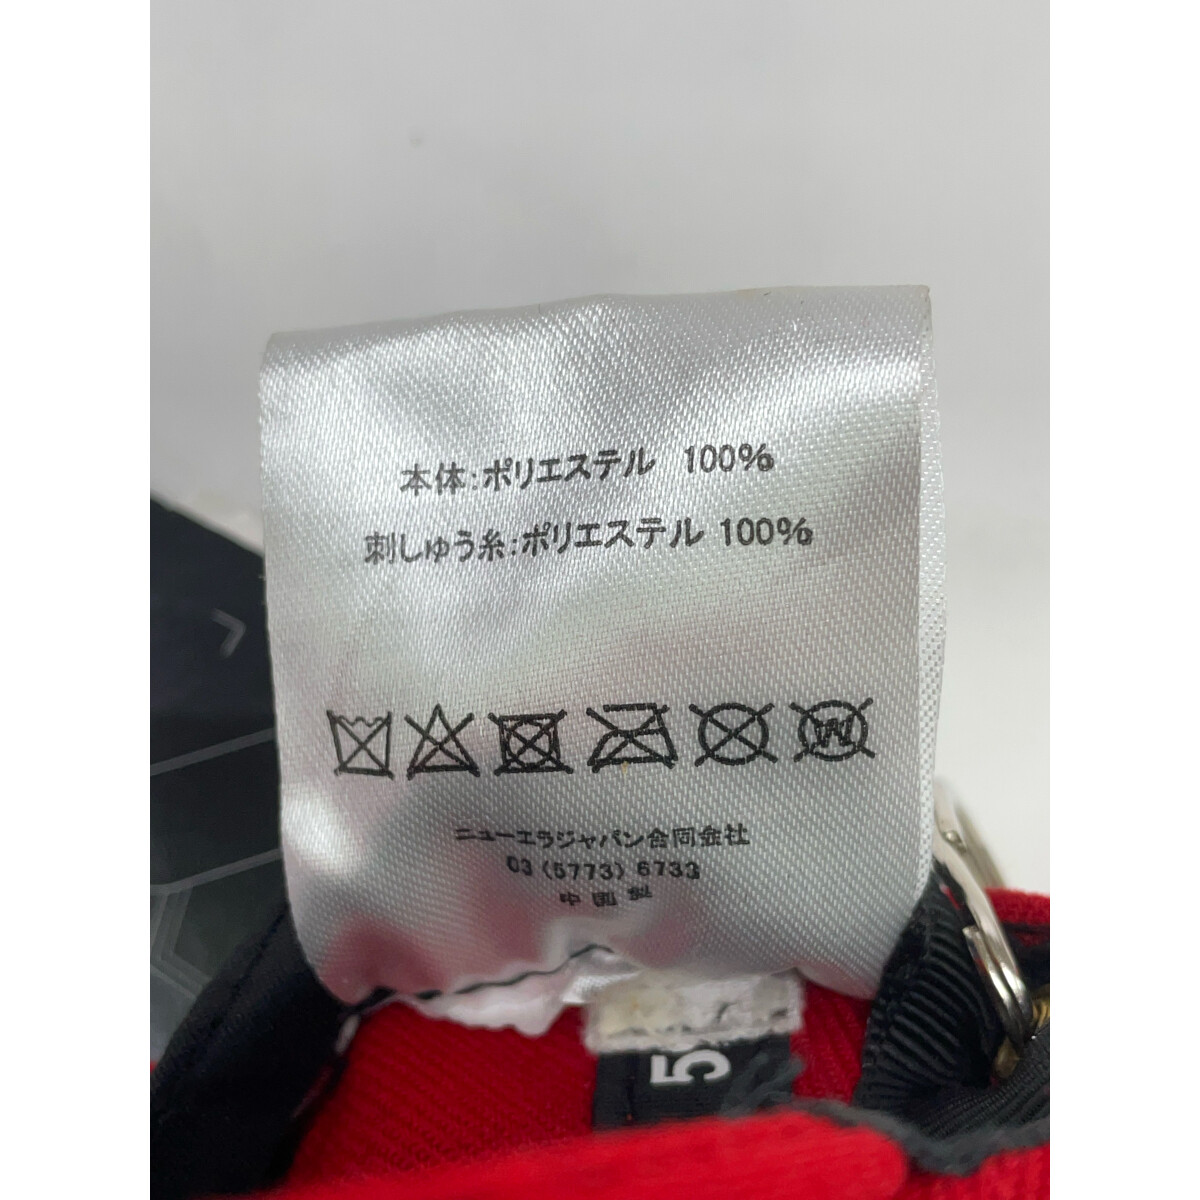 本体:ポリエステル 100%
刺しゅう糸:ポリエステル 100%
W
ニューエラジャパン合同会社
03 (5773) 6733
中国製
5